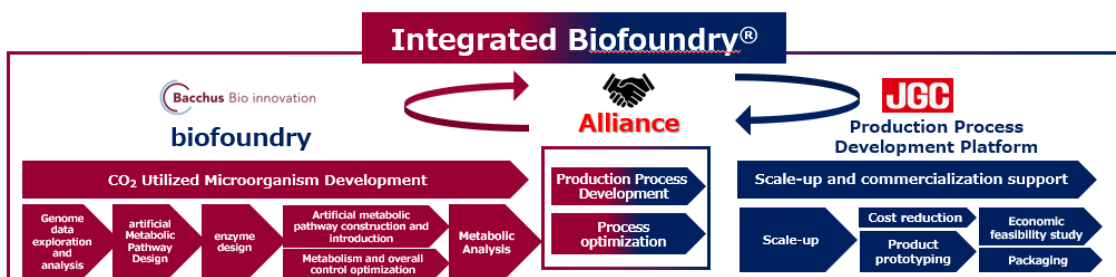 Integrated Biofoundry®
Bacchus Bio innovation
biofoundry
Alliance
JGC
Production Process
Development Platform
CO₂ Utilized Microorganism Development
Genome
data
exploration
and
analysis
artificial
Metabolic
Pathway
Design
enzyme
design
Artificial metabolic
pathway construction and
introduction
Metabolism and overall
control optimization
Metabolic
Analysis
Production Process
Development
Process
optimization
Scale-up and commercialization support
Scale-up
Cost reduction
Product
prototyping
Economic
feasibility study
Packaging